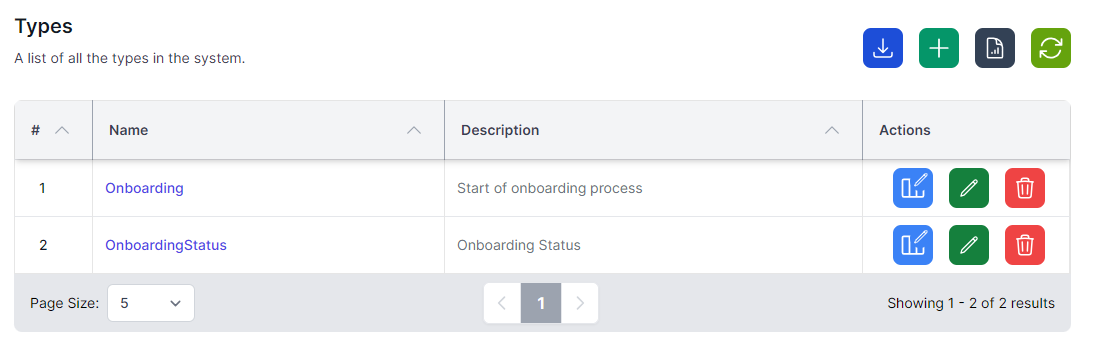 Types
A list of all the types in the system.
# Name Description Actions
1 Onboarding Start of onboarding process
2 OnboardingStatus Onboarding Status
Page Size: 5 1 Showing 1 - 2 of 2 results